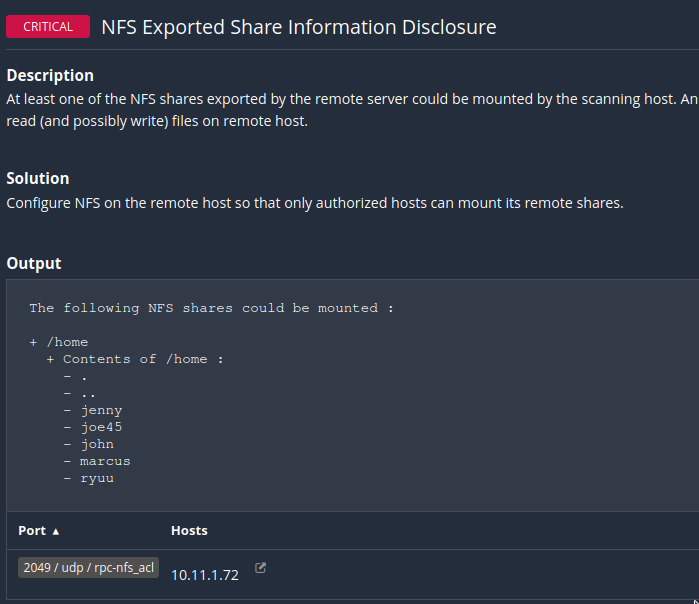 CRITICAL NFS Exported Share Information Disclosure
Description
At least one of the NFS shares exported by the remote server could be mounted by the scanning host. An
read (and possibly write) files on remote host.
Solution
Configure NFS on the remote host so that only authorized hosts can mount its remote shares.
Output
The following NFS shares could be mounted :
+ /home
+ Contents of /home :
- .
- ..
- jenny
- joe45
- john
- marcus
- ryuu
Port ▲ Hosts
2049 / udp / rpc-nfs_acl 10.11.1.72